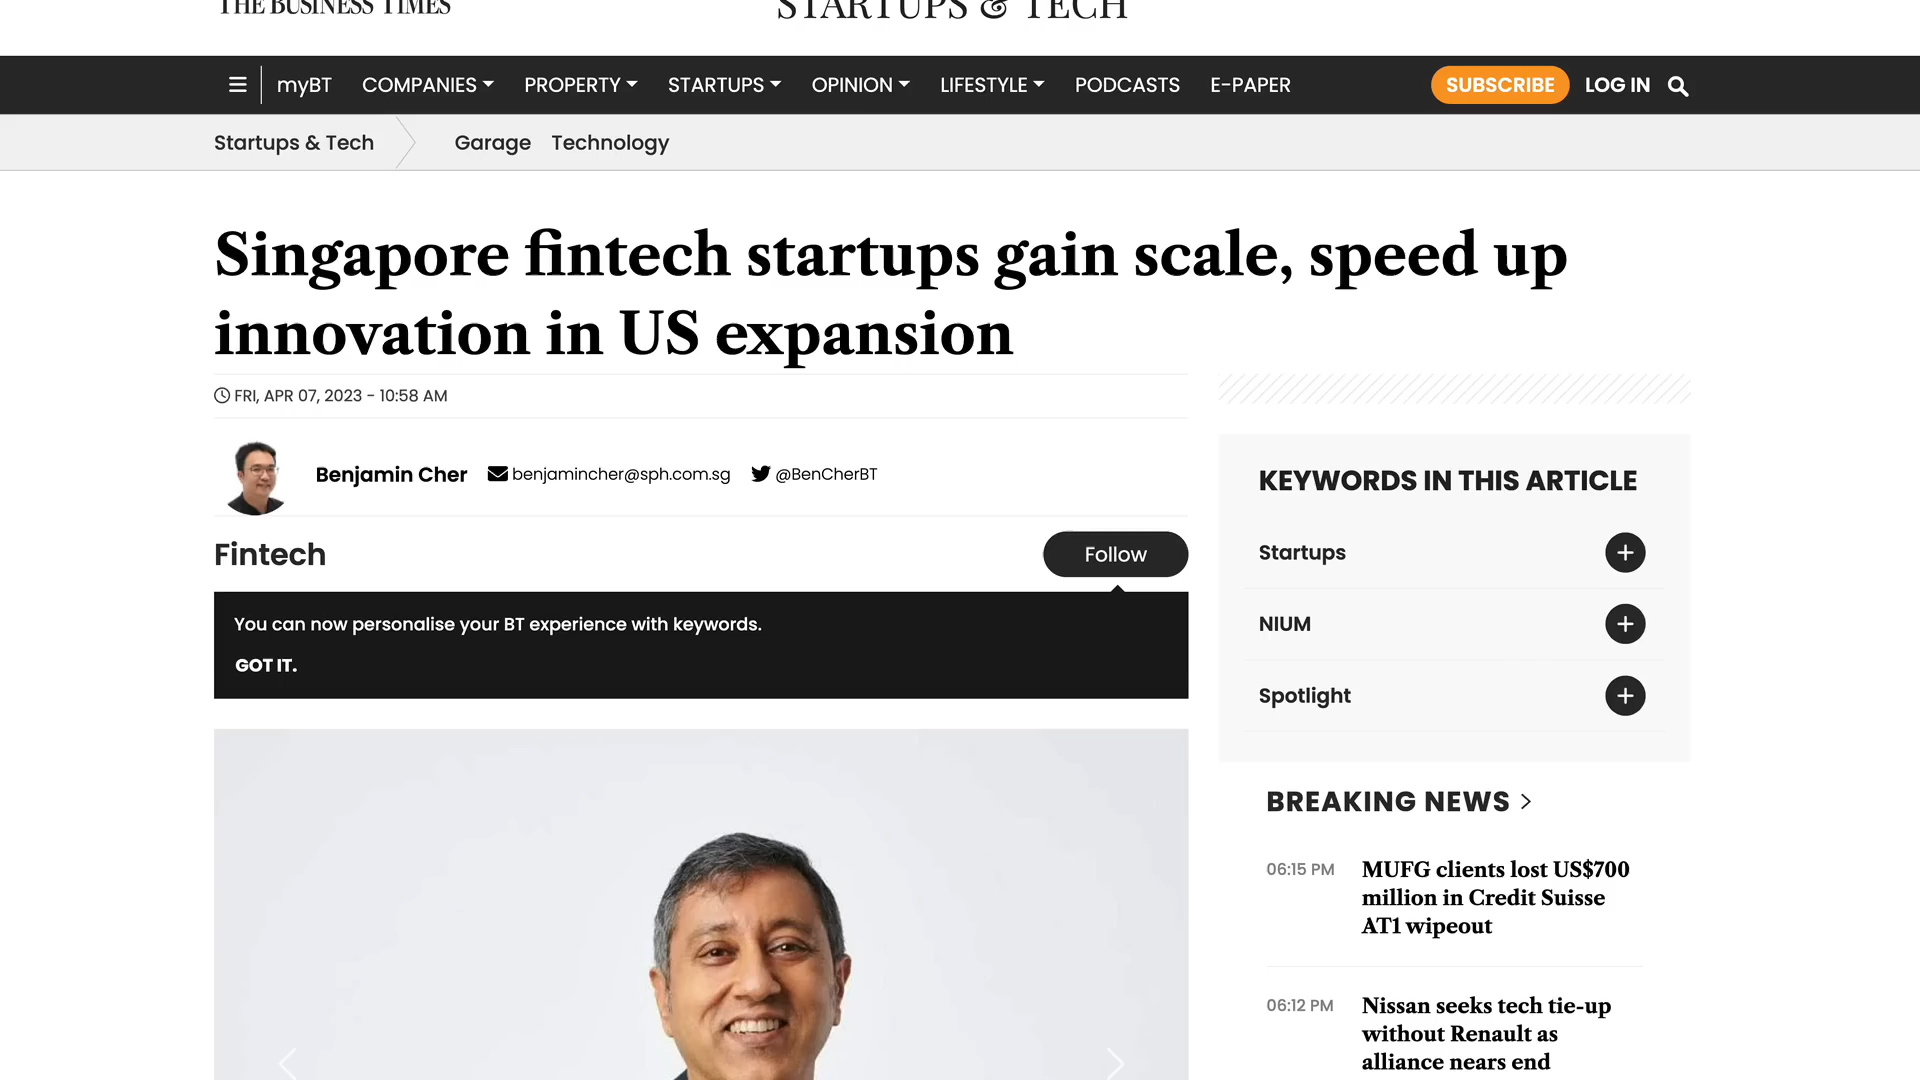 THE BUSINESS TIMES
STARTUPS & TECH
myBT COMPANIES PROPERTY STARTUPS OPINION LIFESTYLE PODCASTS E-PAPER SUBSCRIBE LOG IN
Startups & Tech Garage Technology
Singapore fintech startups gain scale, speed up
innovation in US expansion
FRI, APR 07, 2023 - 10:58 AM
Benjamin Cher benjamincher@sph.com.sg @BenCherBT
Fintech Follow
You can now personalise your BT experience with keywords.
GOT IT.
KEYWORDS IN THIS ARTICLE
Startups
NIUM
Spotlight
BREAKING NEWS
06:15 PM MUFG clients lost US$700
million in Credit Suisse
AT1 wipeout
06:12 PM Nissan seeks tech tie-up
without Renault as
alliance nears end